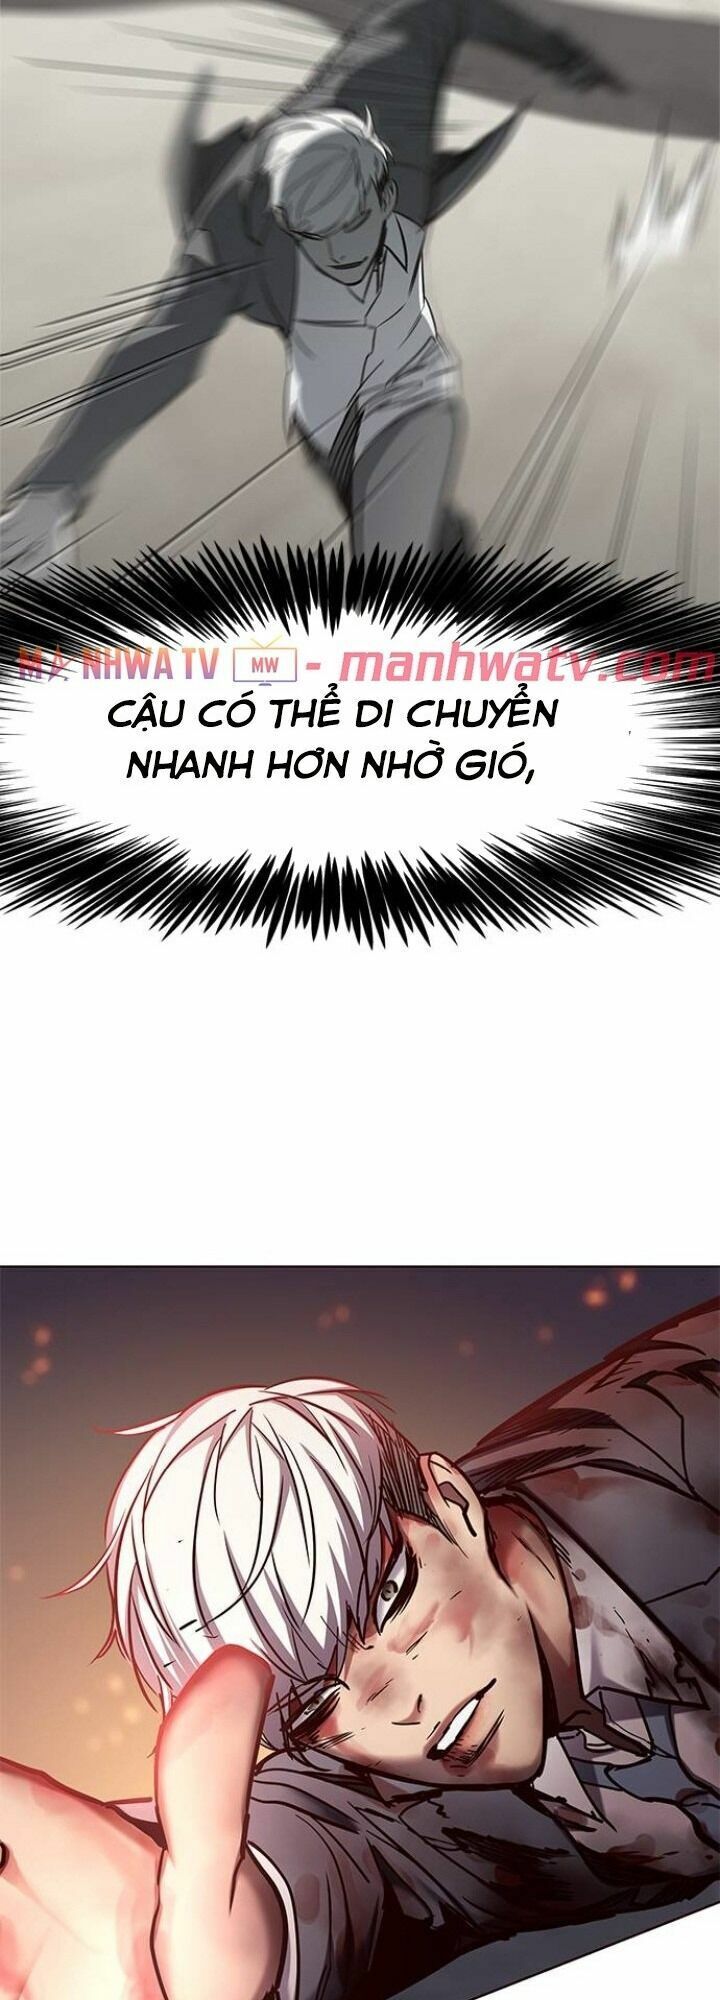 MANHWATV MW - manhwatv.com
CẬU CÓ THỂ DI CHUYỂN
NHANH HƠN NHỜ GIÓ,